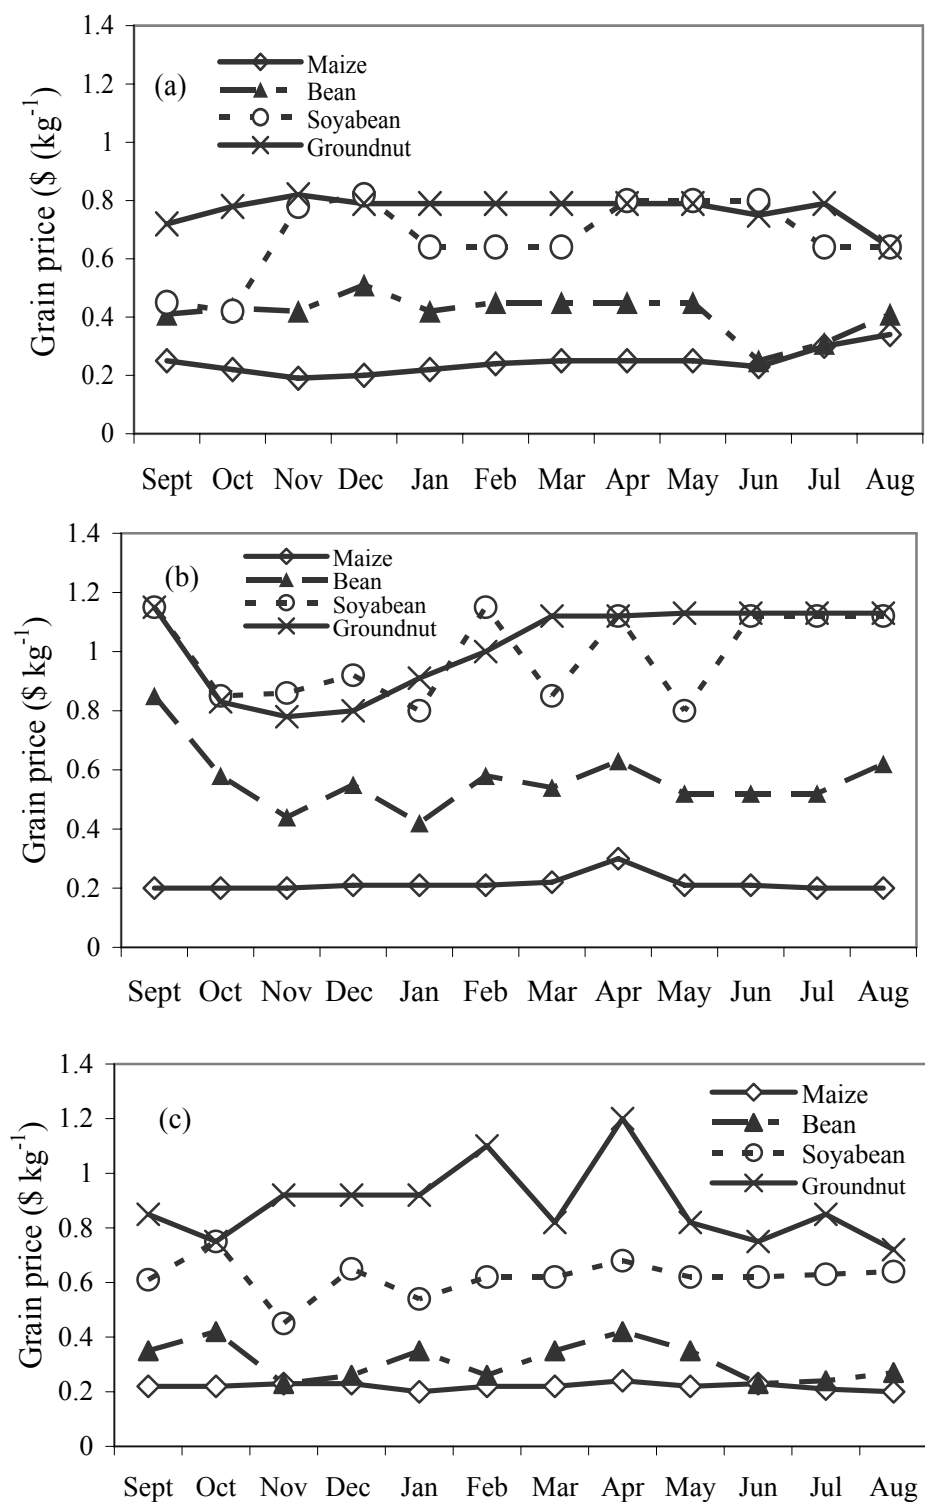 1.4
1.2
1
0.8
0.6
0.4
0.2
0
Grain price ($ (kg⁻¹)
(a)
Maize
Bean
Soyabean
Groundnut
Sept Oct Nov Dec Jan Feb Mar Apr May Jun Jul Aug
1.4
1.2
1
0.8
0.6
0.4
0.2
0
Grain price ($ kg⁻¹)
(b)
Maize
Bean
Soyabean
Groundnut
Sept Oct Nov Dec Jan Feb Mar Apr May Jun Jul Aug
1.4
1.2
1
0.8
0.6
0.4
0.2
0
Grain price ($ kg⁻¹)
(c)
Maize
Bean
Soyabean
Groundnut
Sept Oct Nov Dec Jan Feb Mar Apr May Jun Jul Aug